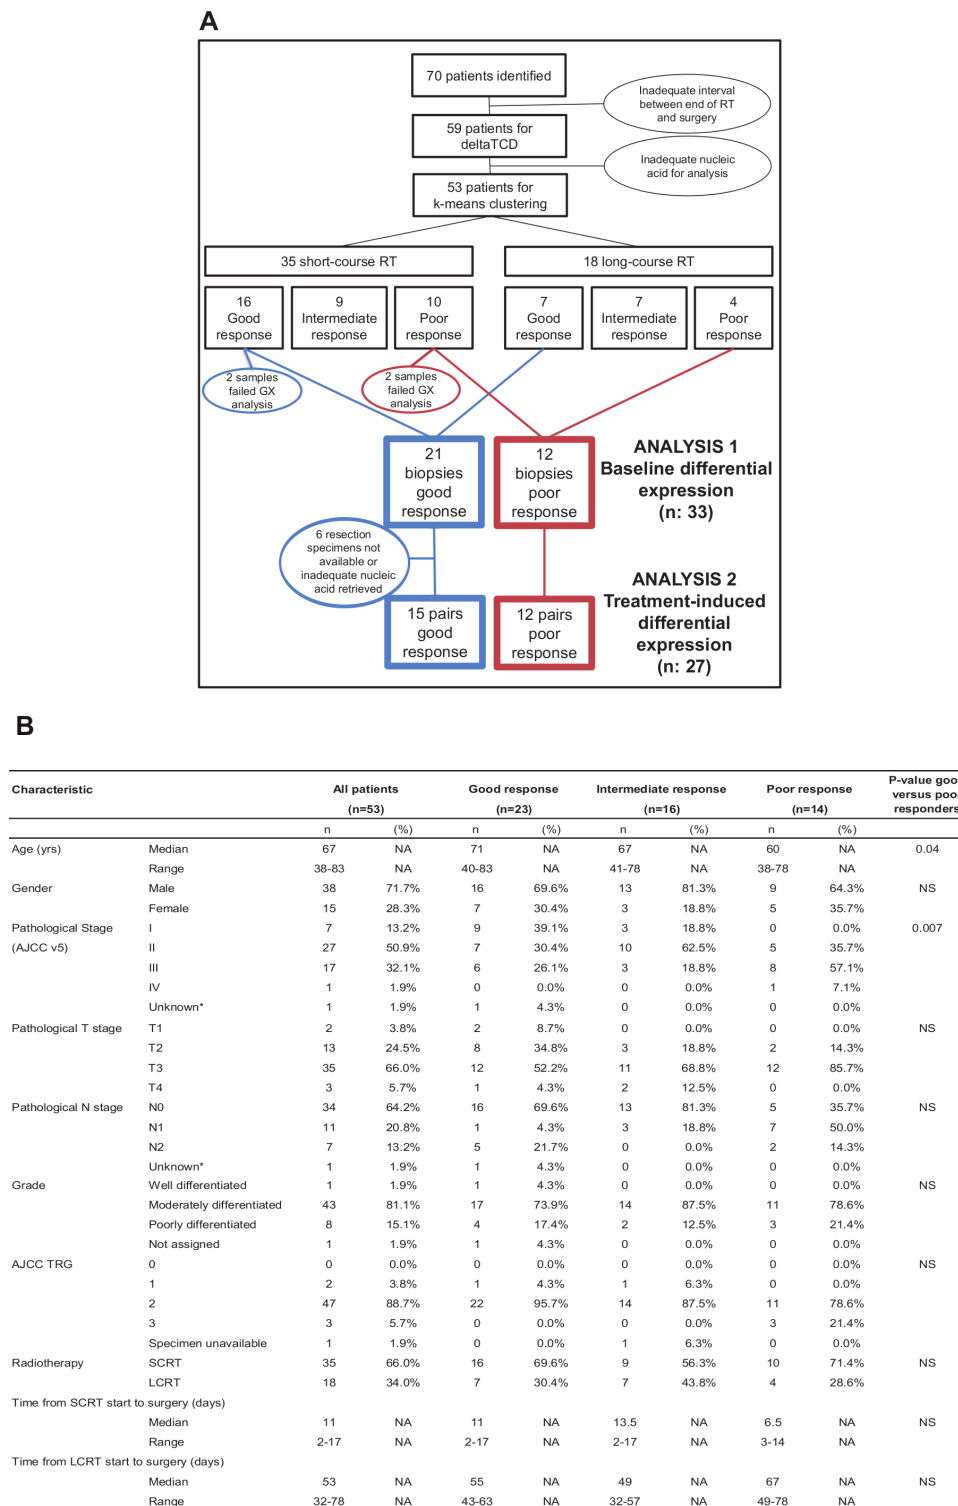 A
70 patients identified
Inadequate interval
between end of RT
and surgery
59 patients for
deltaTCD
Inadequate nucleic
acid for analysis
53 patients for
k-means clustering
35 short-course RT
18 long-course RT
16
Good
response
9
Intermediate
response
10
Poor
response
7
Good
response
7
Intermediate
response
4
Poor
response
2 samples
failed GX
analysis
2 samples
failed GX
analysis
21
biopsies
good
response
12
biopsies
poor
response
ANALYSIS 1
Baseline differential
expression
(n: 33)
6 resection
specimens not
available or
inadequate nucleic
acid retrieved
15 pairs
good
response
12 pairs
poor
response
ANALYSIS 2
Treatment-induced
differential
expression
(n: 27)
B
Characteristic All patients (n=53) Good response (n=23) Intermediate response (n=16) Poor response (n=14) P-value good versus poor responders
n (%) n (%) n (%) n (%)
Age (yrs) Median 67 NA 71 NA 67 NA 60 NA 0.04
Range 38-83 NA 40-83 NA 41-78 NA 38-78 NA
Gender Male 38 71.7% 16 69.6% 13 81.3% 9 64.3% NS
Female 15 28.3% 7 30.4% 3 18.8% 5 35.7%
Pathological Stage I 7 13.2% 9 39.1% 3 18.8% 0 0.0% 0.007
(AJCC v5) II 27 50.9% 7 30.4% 10 62.5% 5 35.7%
III 17 32.1% 6 26.1% 3 18.8% 8 57.1%
IV 1 1.9% 0 0.0% 0 0.0% 1 7.1%
Unknown* 1 1.9% 1 4.3% 0 0.0% 0 0.0%
Pathological T stage T1 2 3.8% 2 8.7% 0 0.0% 0 0.0% NS
T2 13 24.5% 8 34.8% 3 18.8% 2 14.3%
T3 35 66.0% 12 52.2% 11 68.8% 12 85.7%
T4 3 5.7% 1 4.3% 2 12.5% 0 0.0%
Pathological N stage N0 34 64.2% 16 69.6% 13 81.3% 5 35.7% NS
N1 11 20.8% 1 4.3% 3 18.8% 7 50.0%
N2 7 13.2% 5 21.7% 0 0.0% 2 14.3%
Unknown* 1 1.9% 1 4.3% 0 0.0% 0 0.0%
Grade Well differentiated 1 1.9% 1 4.3% 0 0.0% 0 0.0% NS
Moderately differentiated 43 81.1% 17 73.9% 14 87.5% 11 78.6%
Poorly differentiated 8 15.1% 4 17.4% 2 12.5% 3 21.4%
Not assigned 1 1.9% 1 4.3% 0 0.0% 0 0.0%
AJCC TRG 0 0 0.0% 0 0.0% 0 0.0% 0 0.0% NS
1 2 3.8% 1 4.3% 1 6.3% 0 0.0%
2 47 88.7% 22 95.7% 14 87.5% 11 78.6%
3 3 5.7% 0 0.0% 0 0.0% 3 21.4%
Specimen unavailable 1 1.9% 0 0.0% 1 6.3% 0 0.0%
Radiotherapy SCRT 35 66.0% 16 69.6% 9 56.3% 10 71.4% NS
LCRT 18 34.0% 7 30.4% 7 43.8% 4 28.6%
Time from SCRT start to surgery (days)
Median 11 NA 11 NA 13.5 NA 6.5 NA NS
Range 2-17 NA 2-17 NA 2-17 NA 3-14 NA
Time from LCRT start to surgery (days)
Median 53 NA 55 NA 49 NA 67 NA NS
Range 32-78 NA 43-63 NA 32-57 NA 49-78 NA